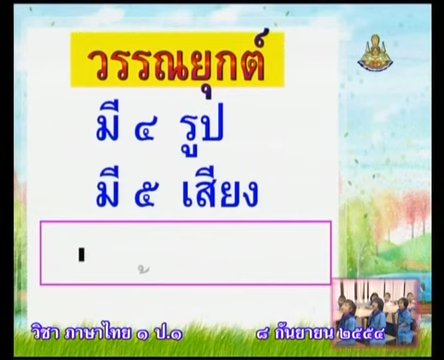 วรรณยุกต์
มี ๔ รูป
มี ๕ เสียง
่ ้
วิชา ภาษาไทย ๑ ป.๑
๘ กันยายน ๒๕๕๔